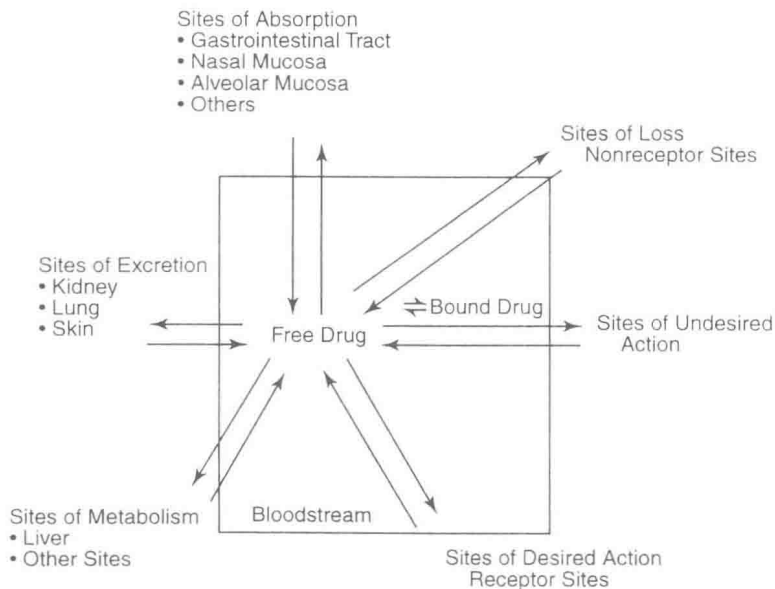 Sites of Absorption
• Gastrointestinal Tract
• Nasal Mucosa
• Alveolar Mucosa
• Others
Sites of Loss
Nonreceptor Sites
Sites of Excretion
• Kidney
• Lung
• Skin
Free Drug
⇌Bound Drug
Sites of Undesired
Action
Sites of Metabolism
• Liver
• Other Sites
Bloodstream
Sites of Desired Action
Receptor Sites